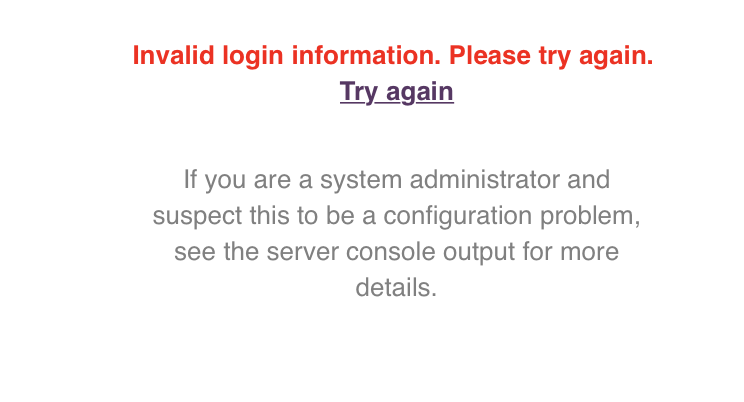 Invalid login information. Please try again.
Try again
If you are a system administrator and
suspect this to be a configuration problem,
see the server console output for more
details.